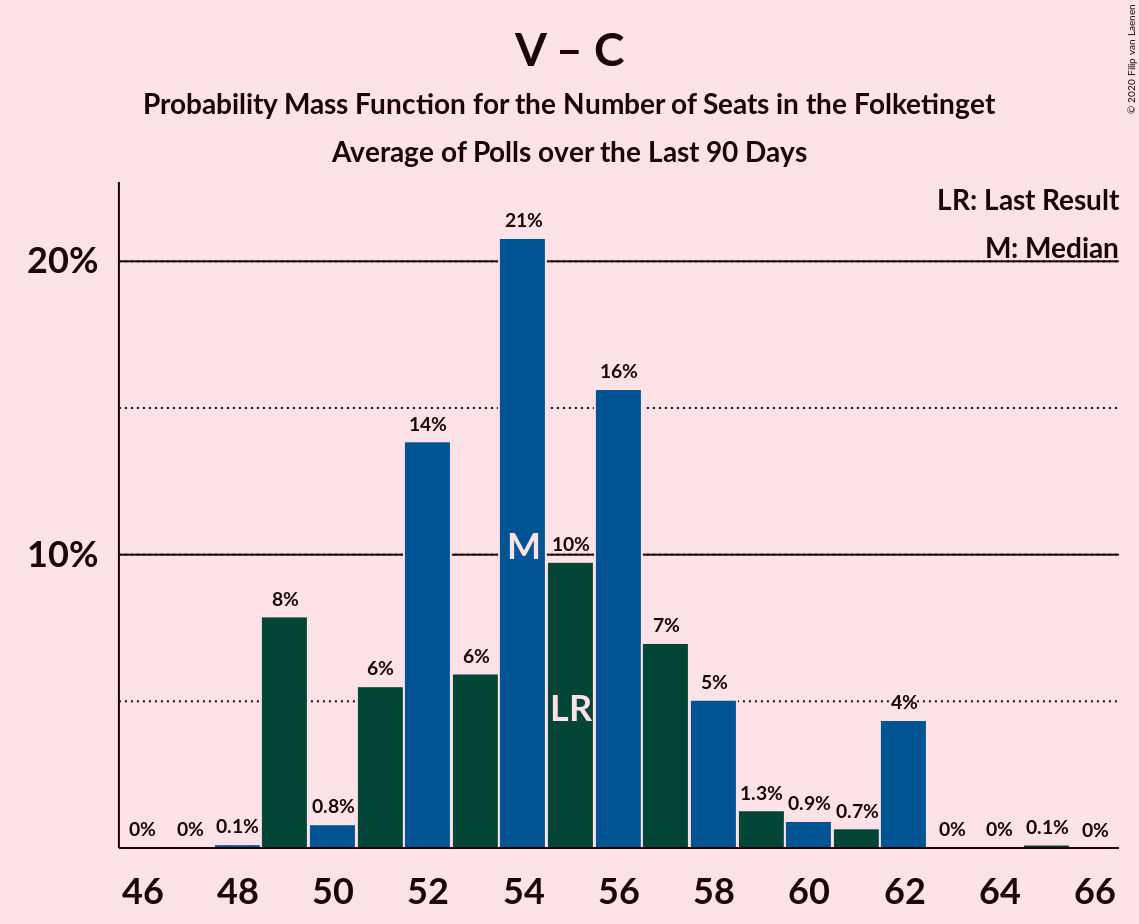 V – C
Probability Mass Function for the Number of Seats in the Folketinget
Average of Polls over the Last 90 Days
© 2020 Filip van Laenen
LR: Last Result
M: Median
20%
10%
0%
0%
0.1%
8%
0.8%
6%
14%
6%
21%
10%
16%
7%
5%
1.3%
0.9%
0.7%
4%
0%
0%
0.1%
0%
M
LR
46 48 50 52 54 56 58 60 62 64 66